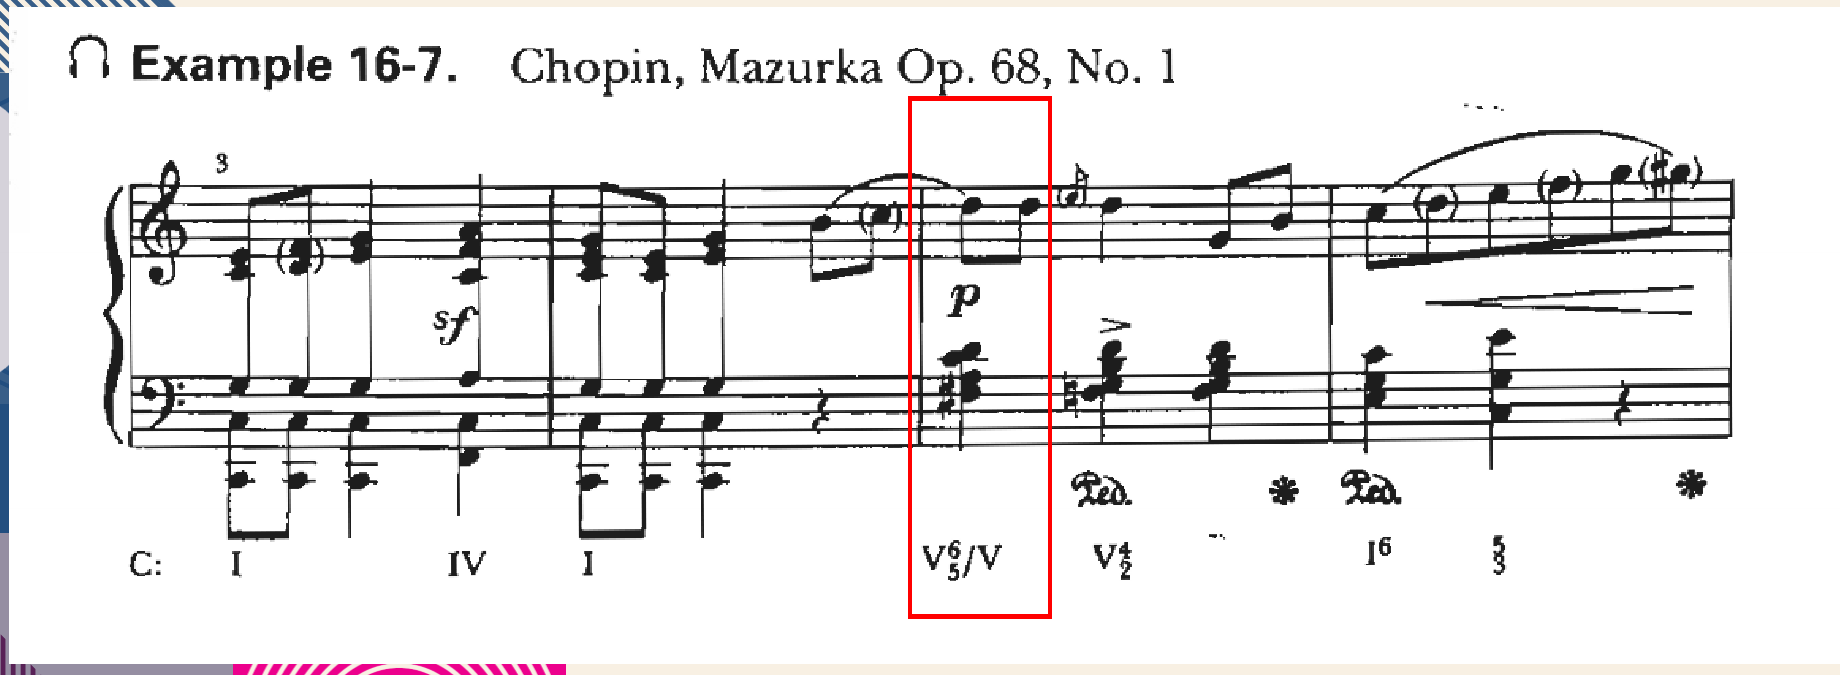 Example 16-7. Chopin, Mazurka Op. 68, No. 1
3
sf
p
>
Ped. * Ped. *
C: I IV I V6/5/V V4/2 I6 5/3